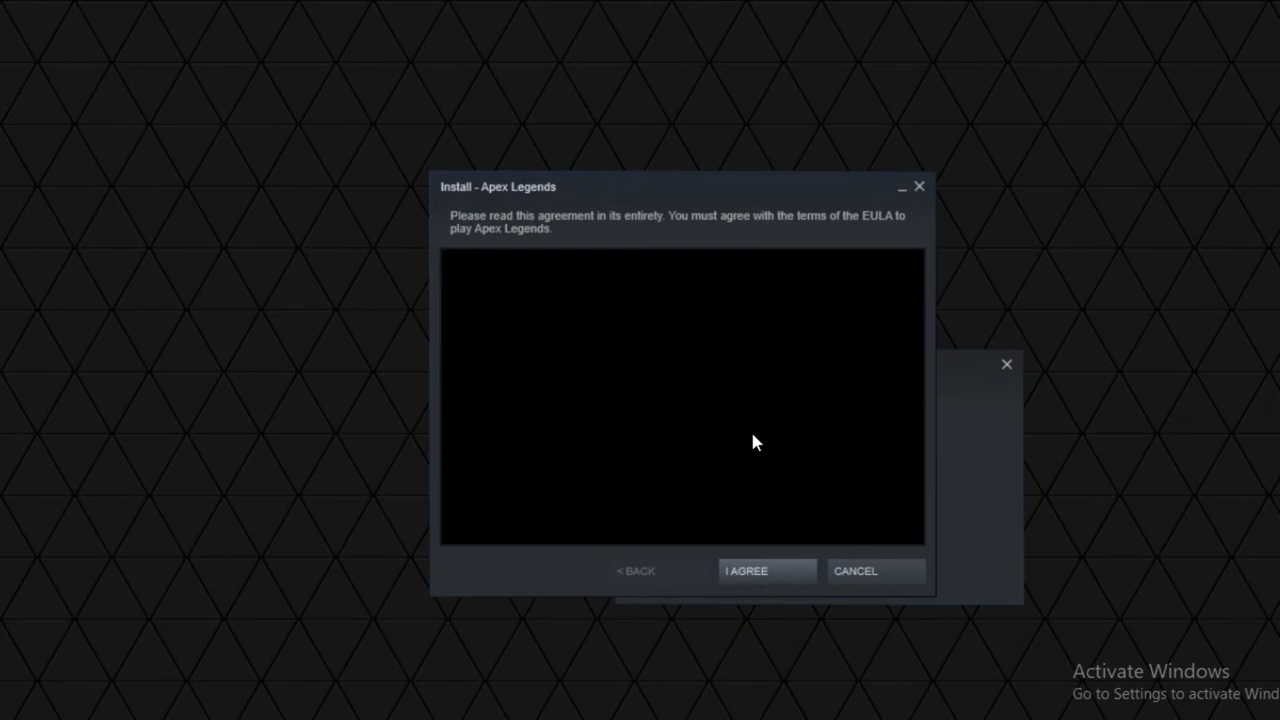 Install - Apex Legends
Please read this agreement in its entirety. You must agree with the terms of the EULA to
play Apex Legends.
< BACK
I AGREE
CANCEL
Activate Windows
Go to Settings to activate Wind